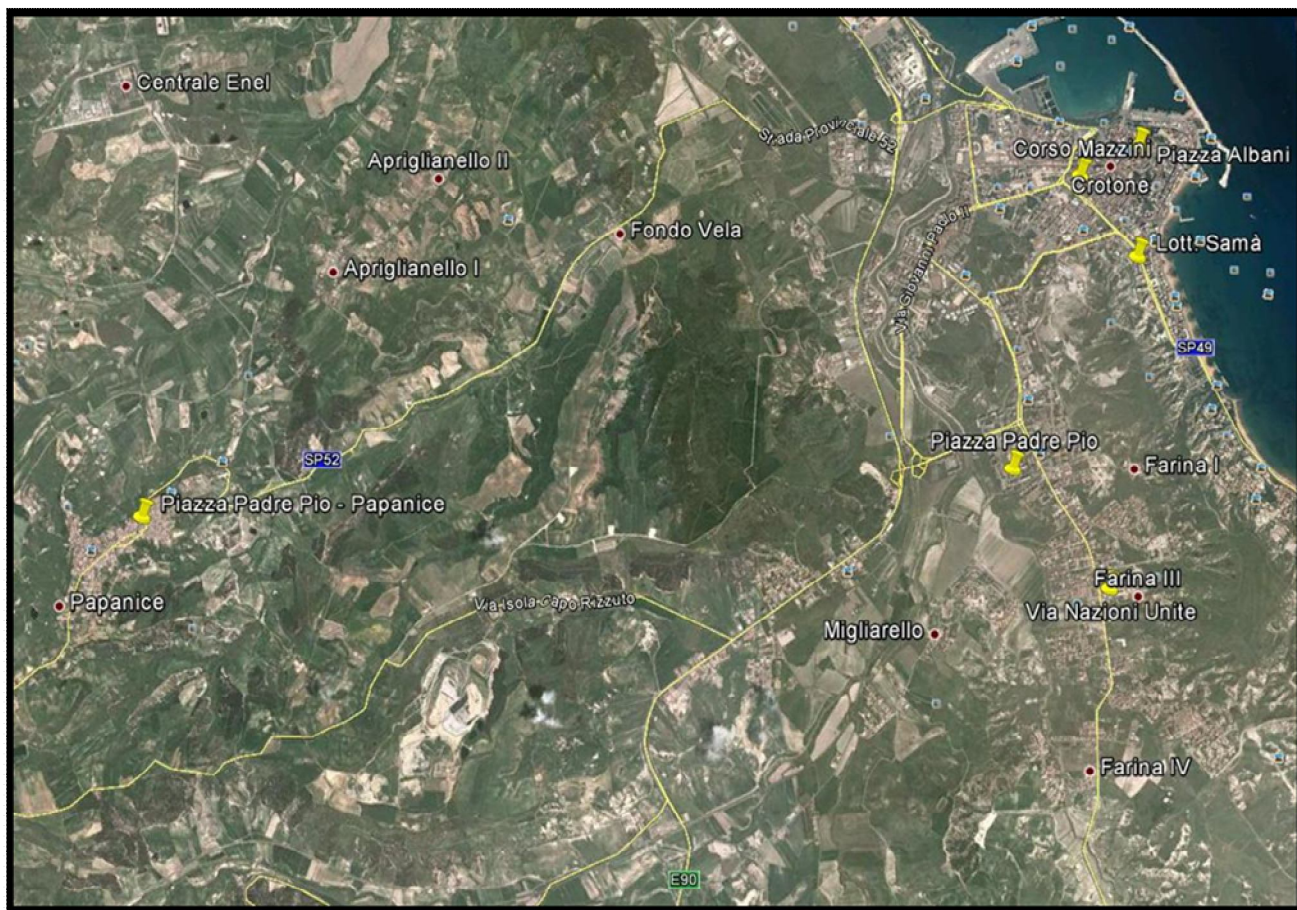 Centrale Enel
Strada Provinciale 52
Corso Mazzini
Piazza Albani
Apriglianello II
Crotone
Fondo Vela
Via Giovanni Paolo II
Lott. Samà
Apriglianello I
SP49
Piazza Padre Pio
SP52
Farina I
Piazza Padre Pio - Papanice
Farina III
Papanice
Via Isola Capo Rizzuto
Via Nazioni Unite
Migliarello
Farina IV
E90